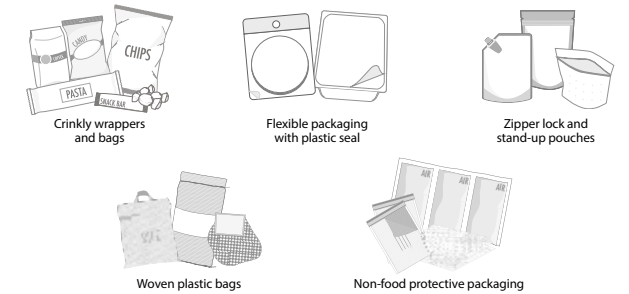 CANDY
CHIPS
PASTA
SNACK BAR
Crinkly wrappers
and bags
Flexible packaging
with plastic seal
Zipper lock and
stand-up pouches
AIR
AIR
AIR
Woven plastic bags
Non-food protective packaging